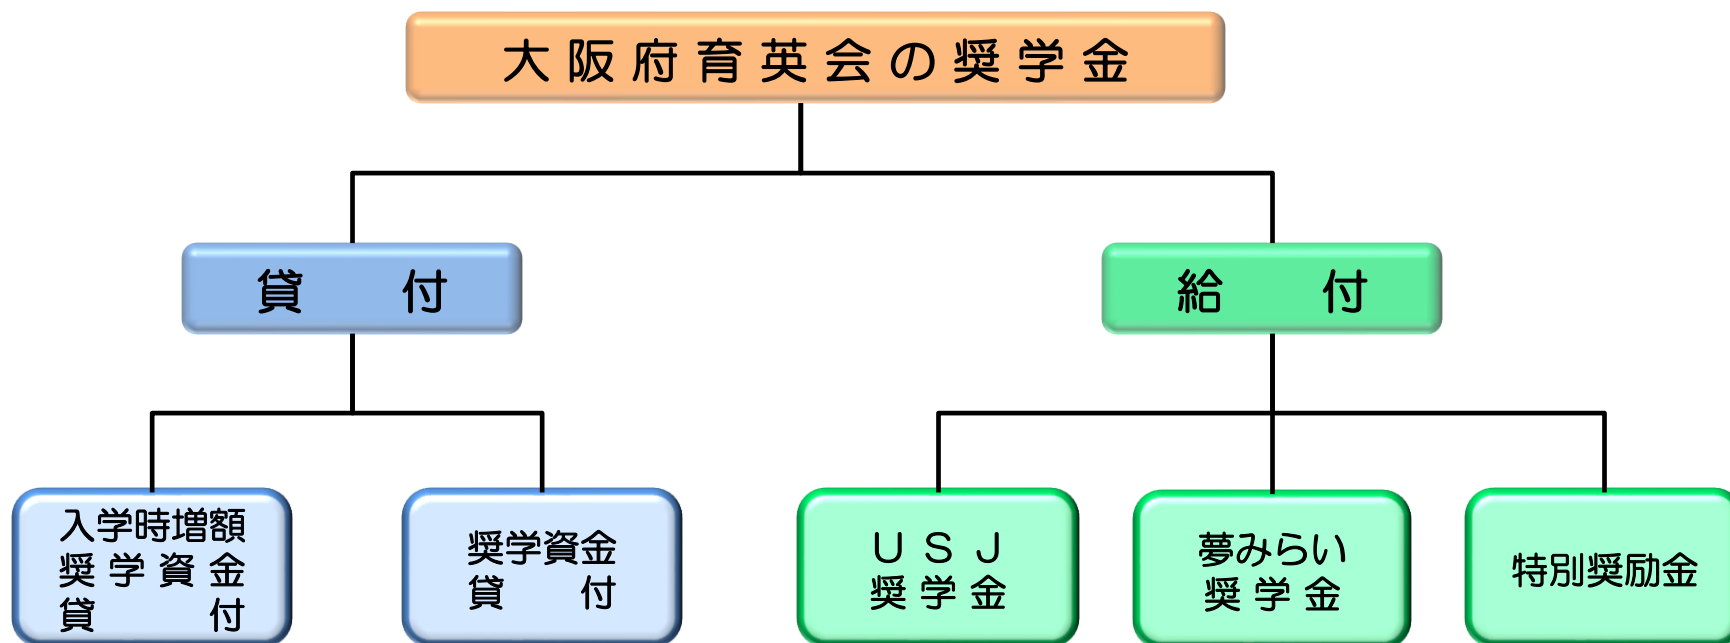 大阪府育英会の奨学金
貸付
給付
入学時増額
奨学資金
貸付
奨学資金
貸付
ＵＳＪ
奨学金
夢みらい
奨学金
特別奨励金